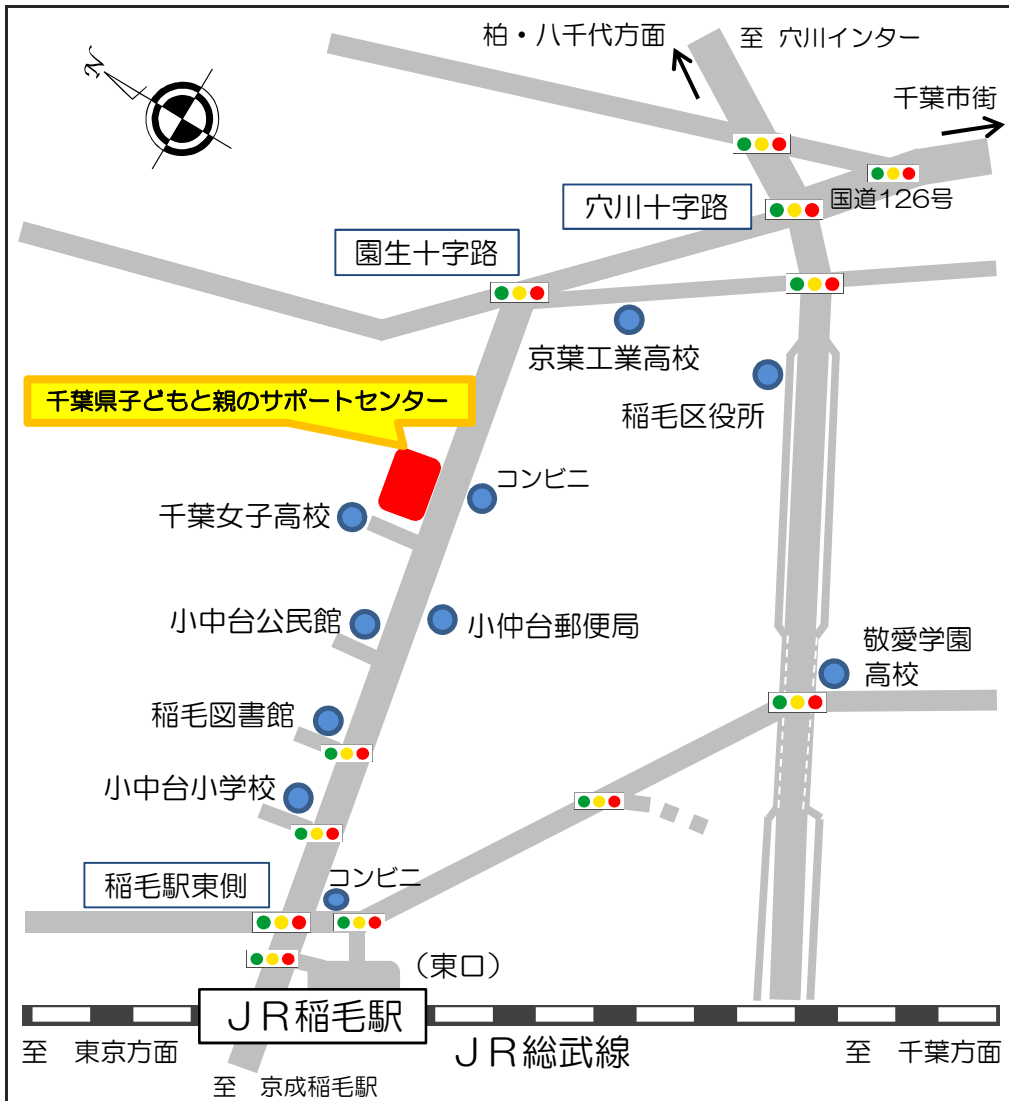 柏・八千代方面
至 穴川インター
N
千葉市街
穴川十字路
国道126号
園生十字路
京葉工業高校
千葉県子どもと親のサポートセンター
稲毛区役所
コンビニ
千葉女子高校
小中台公民館
小仲台郵便局
敬愛学園
高校
稲毛図書館
小中台小学校
コンビニ
稲毛駅東側
(東口)
JR稲毛駅
至 東京方面
JR総武線
至 千葉方面
至 京成稲毛駅